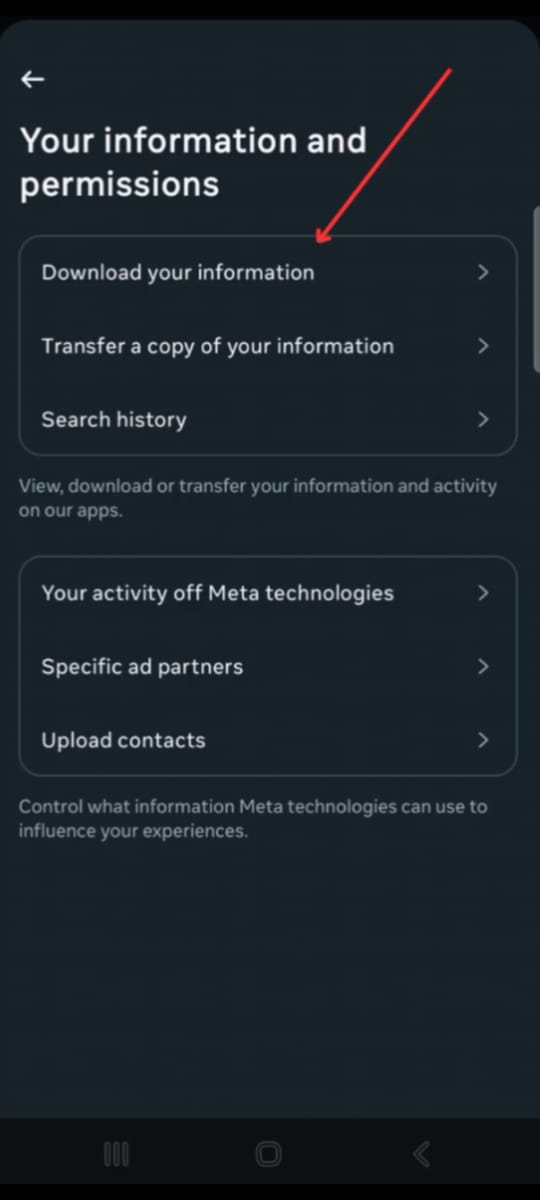 Your information and
permissions
Download your information
Transfer a copy of your information
Search history
View, download or transfer your information and activity
on our apps.
Your activity off Meta technologies
Specific ad partners
Upload contacts
Control what information Meta technologies can use to
influence your experiences.